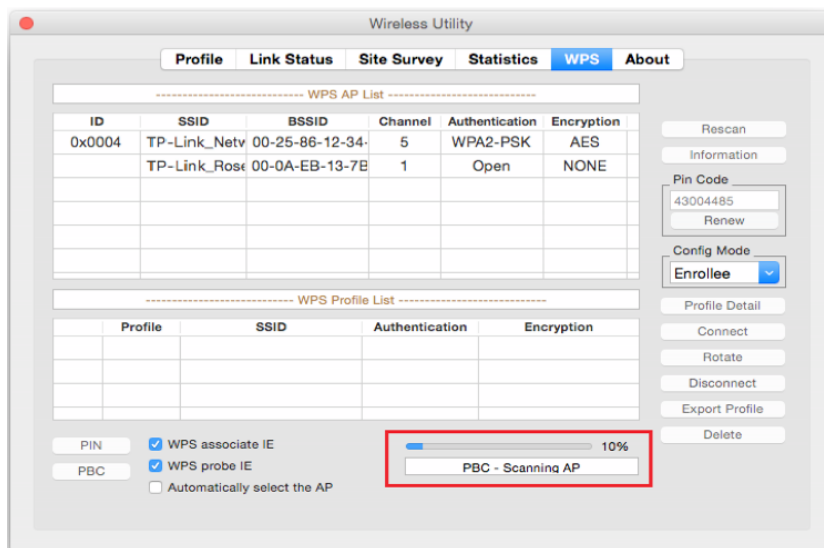 Wireless Utility
Profile Link Status Site Survey Statistics WPS About
---------------------------- WPS AP List ----------------------------
ID SSID BSSID Channel Authentication Encryption
0x0004 TP-Link_Netw 00-25-86-12-34- 5 WPA2-PSK AES
TP-Link_Rose 00-0A-EB-13-7B 1 Open NONE
Rescan
Information
Pin Code
43004485
Renew
Config Mode
Enrollee
---------------------------- WPS Profile List ----------------------------
Profile SSID Authentication Encryption
Profile Detail
Connect
Rotate
Disconnect
Export Profile
Delete
PIN
PBC
WPS associate IE
WPS probe IE
Automatically select the AP
10%
PBC - Scanning AP